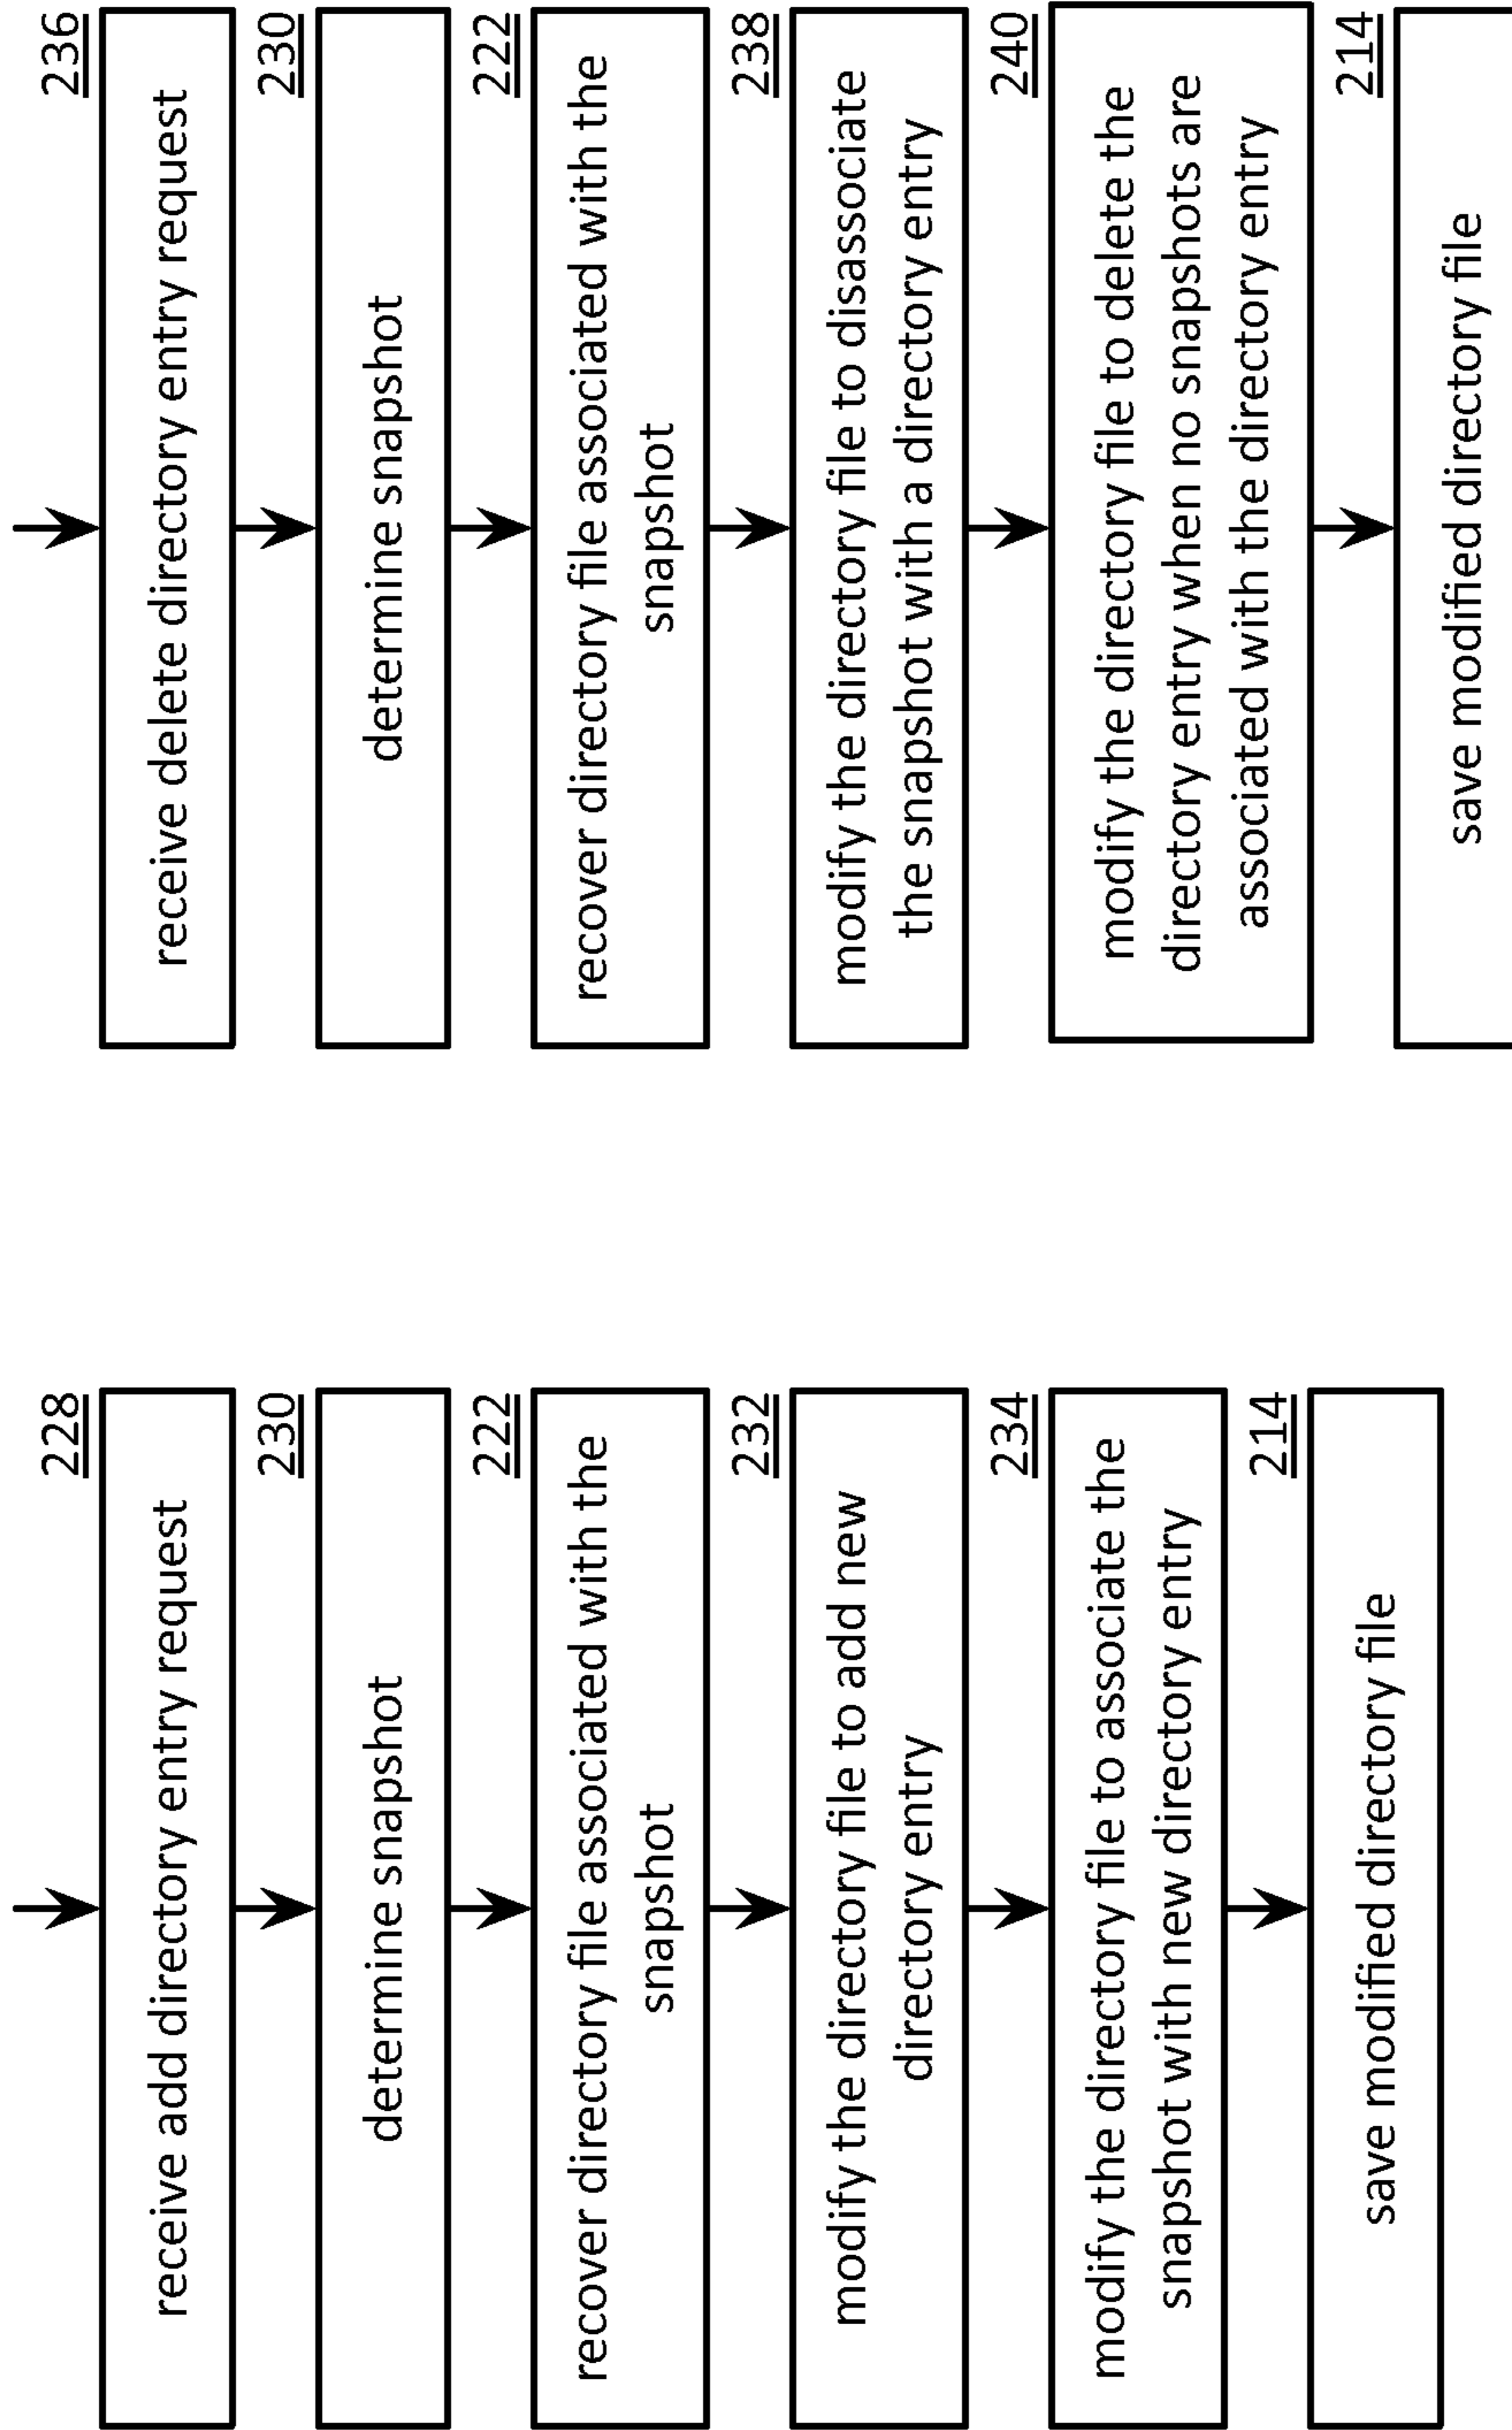 228
receive add directory entry request
230
determine snapshot
222
recover directory file associated with the
snapshot
232
modify the directory file to add new
directory entry
234
modify the directory file to associate the
snapshot with new directory entry
214
save modified directory file
236
receive delete directory entry request
230
determine snapshot
222
recover directory file associated with the
snapshot
238
modify the directory file to disassociate
the snapshot with a directory entry
240
modify the directory file to delete the
directory entry when no snapshots are
associated with the directory entry
214
save modified directory file